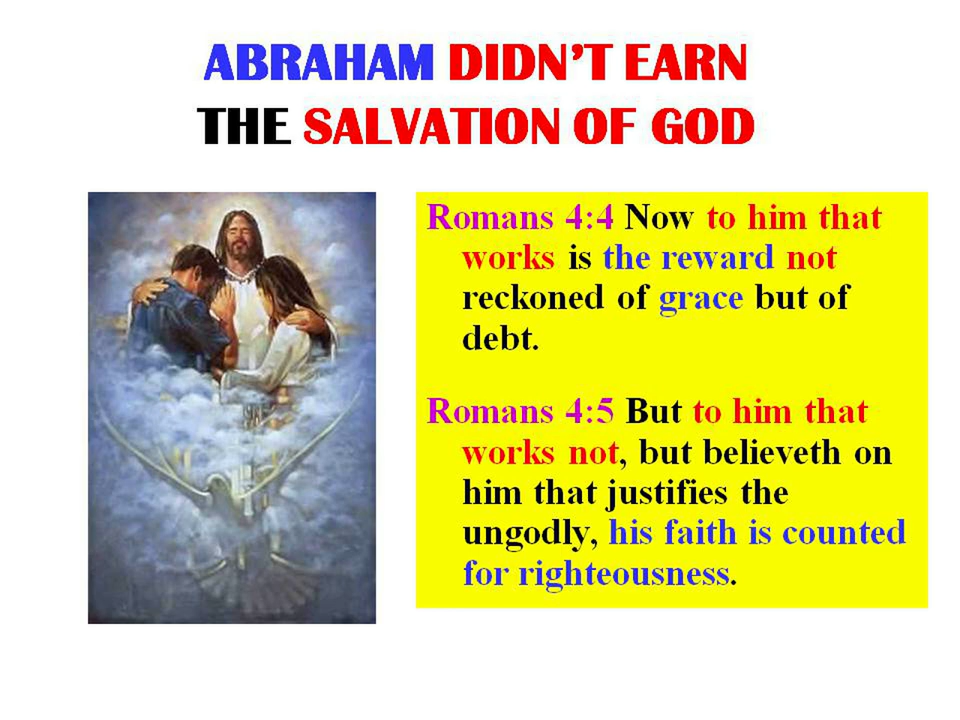 ABRAHAM DIDN'T EARN
THE SALVATION OF GOD
Romans 4:4 Now to him that
works is the reward not
reckoned of grace but of
debt.
Romans 4:5 But to him that
works not, but believeth on
him that justifies the
ungodly, his faith is counted
for righteousness.